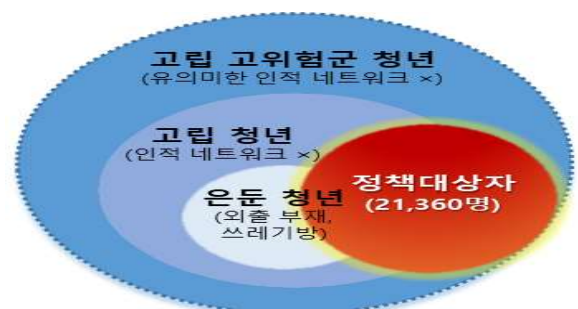 고립 고위험군 청년
(유의미한 인적 네트워크 ×)
고립 청년
(인적 네트워크 ×)
은둔 청년
(외출 부재,
쓰레기방)
정책대상자
(21,360명)